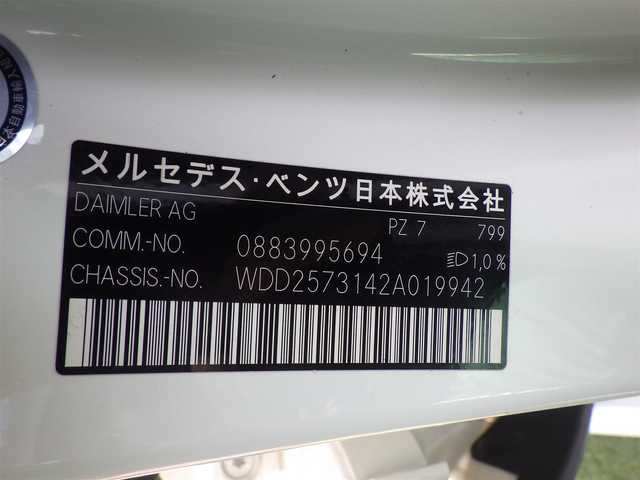 メルセデス・ベンツ日本株式会社
DAIMLER AG PZ 7 799
COMM.-NO. 0883995694 1,0%
CHASSIS.-NO. WDD2573142A019942